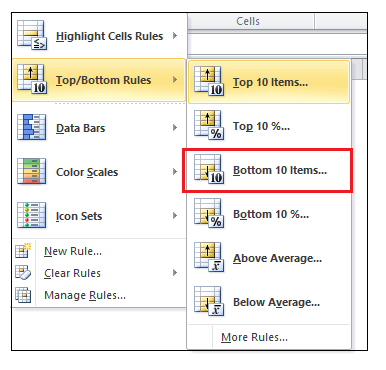 Cells
Highlight Cells Rules
Top/Bottom Rules
Data Bars
Color Scales
Icon Sets
New Rule...
Clear Rules
Manage Rules...
Top 10 Items...
Top 10 %...
Bottom 10 Items...
Bottom 10 %...
Above Average...
Below Average...
More Rules...